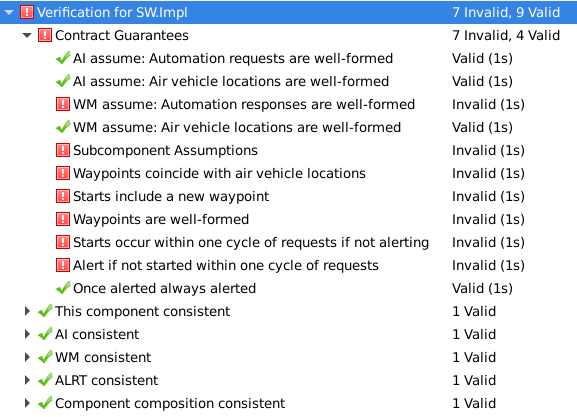 Verification for SW.Impl 7 Invalid, 9 Valid
Contract Guarantees 7 Invalid, 4 Valid
AI assume: Automation requests are well-formed Valid (1s)
AI assume: Air vehicle locations are well-formed Valid (1s)
WM assume: Automation responses are well-formed Invalid (1s)
WM assume: Air vehicle locations are well-formed Valid (1s)
Subcomponent Assumptions Invalid (1s)
Waypoints coincide with air vehicle locations Invalid (1s)
Starts include a new waypoint Invalid (1s)
Waypoints are well-formed Invalid (1s)
Starts occur within one cycle of requests if not alerting Invalid (1s)
Alert if not started within one cycle of requests Invalid (1s)
Once alerted always alerted Valid (1s)
This component consistent 1 Valid
AI consistent 1 Valid
WM consistent 1 Valid
ALRT consistent 1 Valid
Component composition consistent 1 Valid